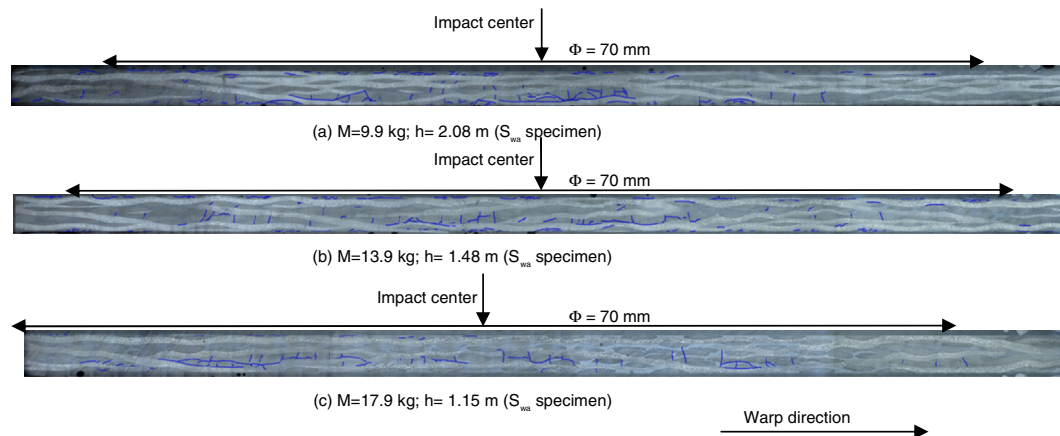 Impact center
Φ = 70 mm
(a) M=9.9 kg; h= 2.08 m (Swa specimen)
Impact center
Φ = 70 mm
(b) M=13.9 kg; h= 1.48 m (Swa specimen)
Impact center
Φ = 70 mm
(c) M=17.9 kg; h= 1.15 m (Swa specimen)
Warp direction